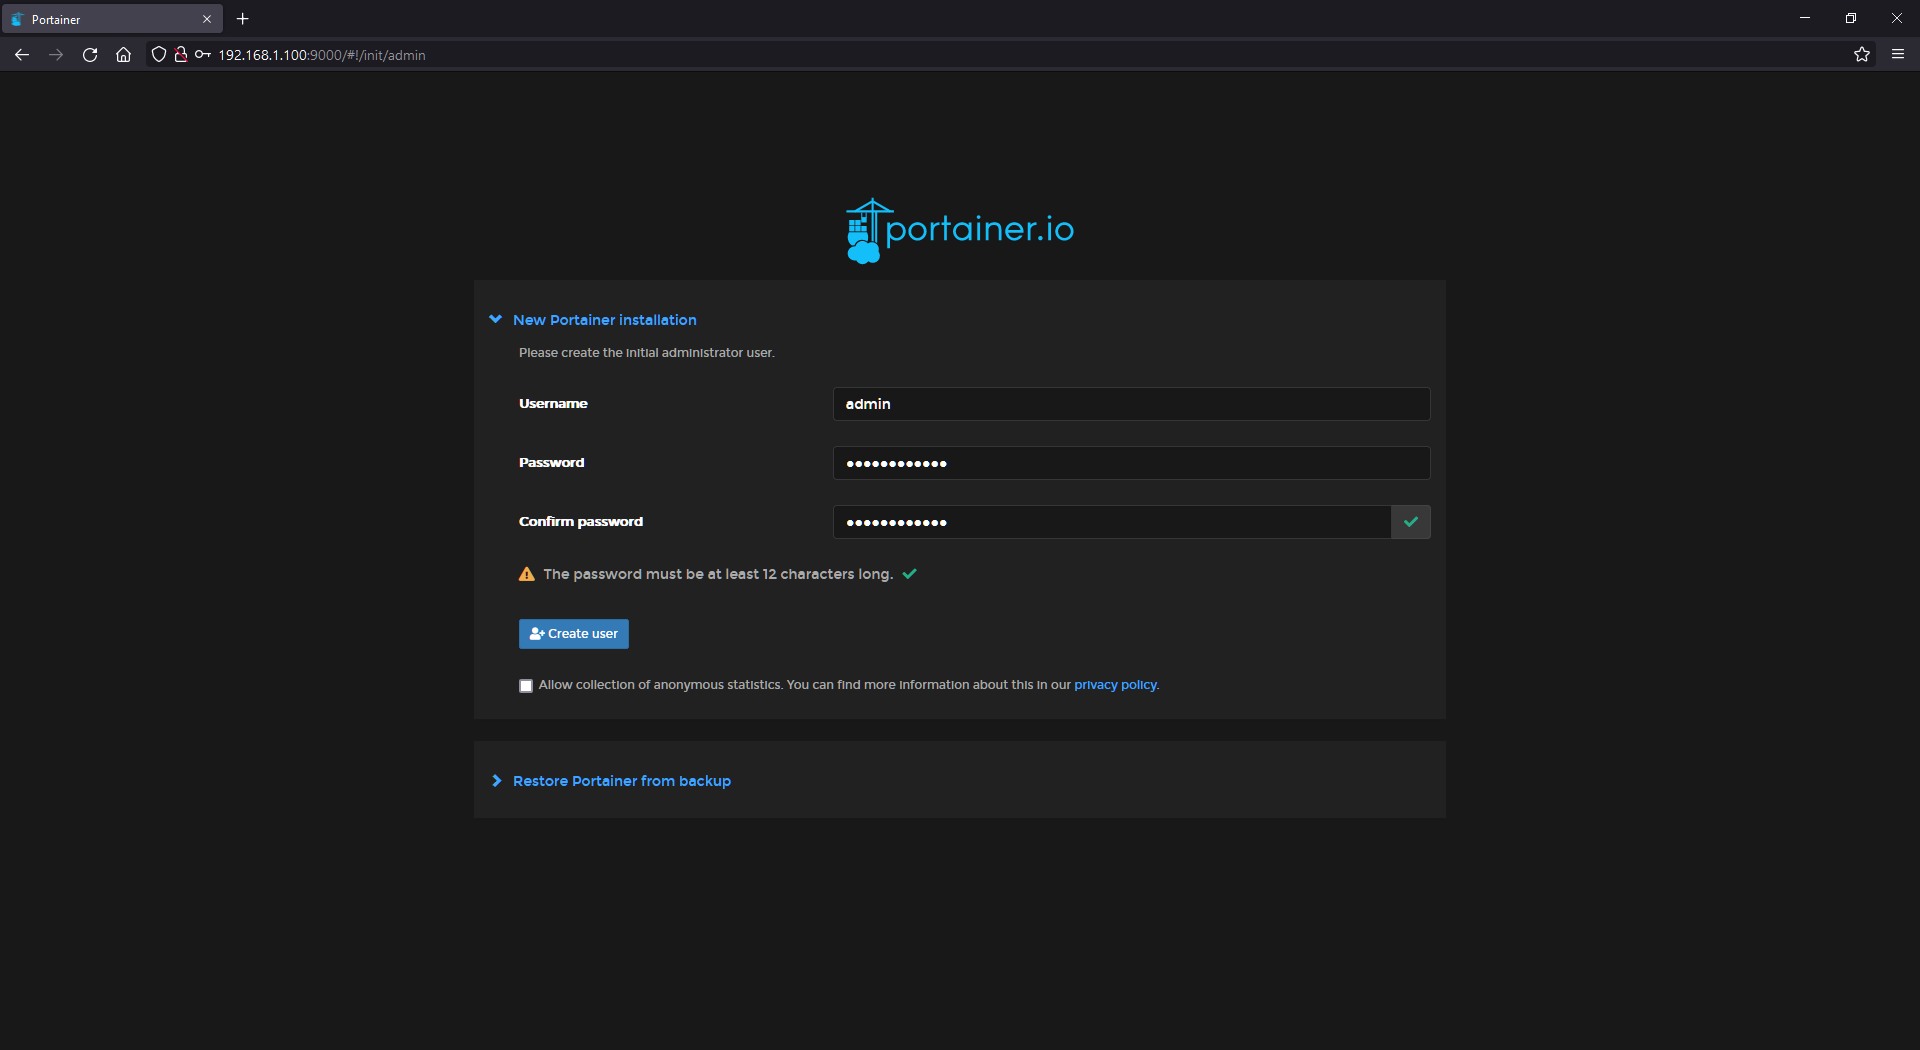 Portainer
192.168.1.100:9000/#!/init/admin
portainer.io
New Portainer installation
Please create the initial administrator user.
Username
admin
Password
••••••••••••
Confirm password
••••••••••••
The password must be at least 12 characters long.
Create user
Allow collection of anonymous statistics. You can find more information about this in our privacy policy.
Restore Portainer from backup